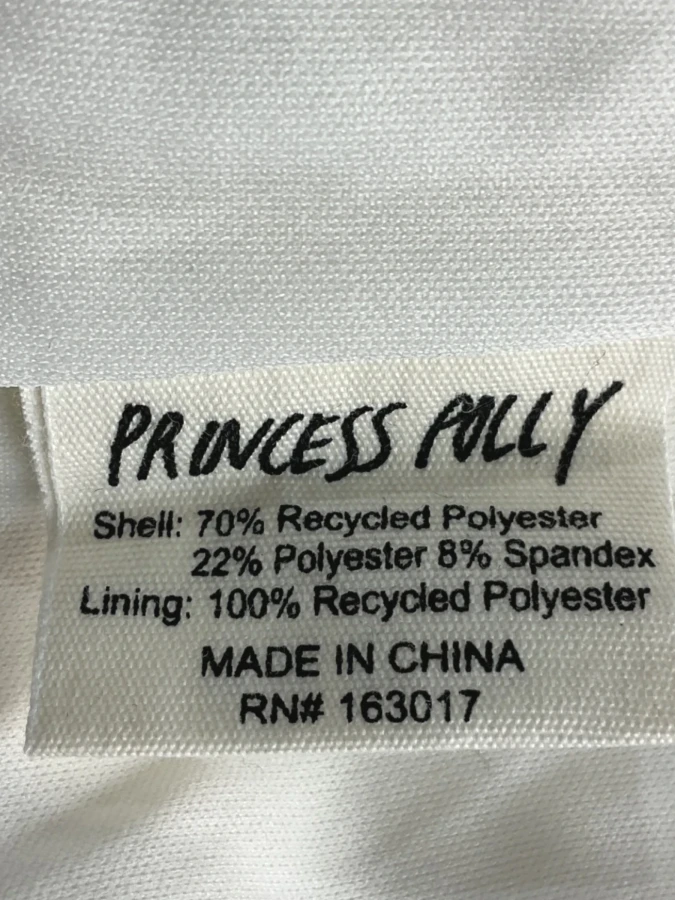 PRINCESS POLLY
Shell: 70% Recycled Polyester
22% Polyester 8% Spandex
Lining: 100% Recycled Polyester
MADE IN CHINA
RN# 163017